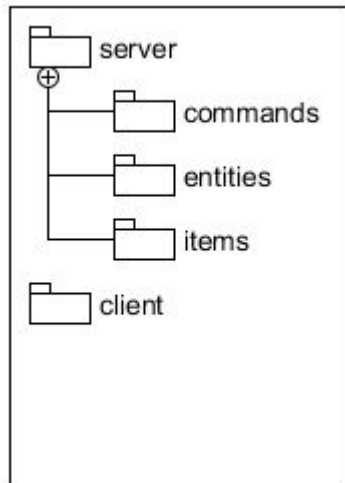 server
commands
entities
items
client